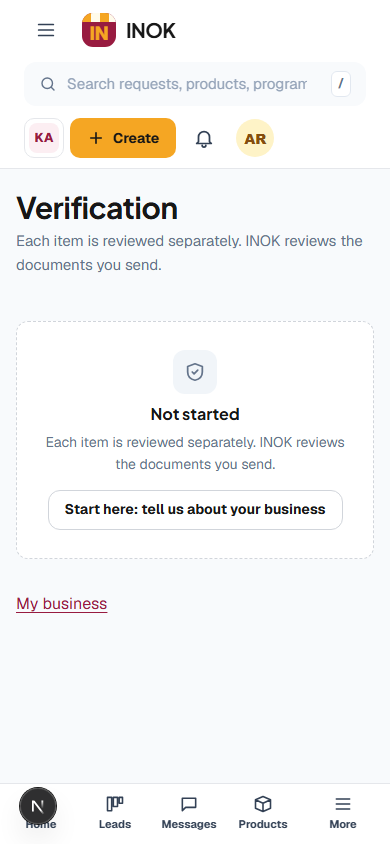 IN INOK
Search requests, products, program /
KA + Create AR
Verification
Each item is reviewed separately. INOK reviews the
documents you send.
Not started
Each item is reviewed separately. INOK reviews
the documents you send.
Start here: tell us about your business
My business
N
Home Leads Messages Products More